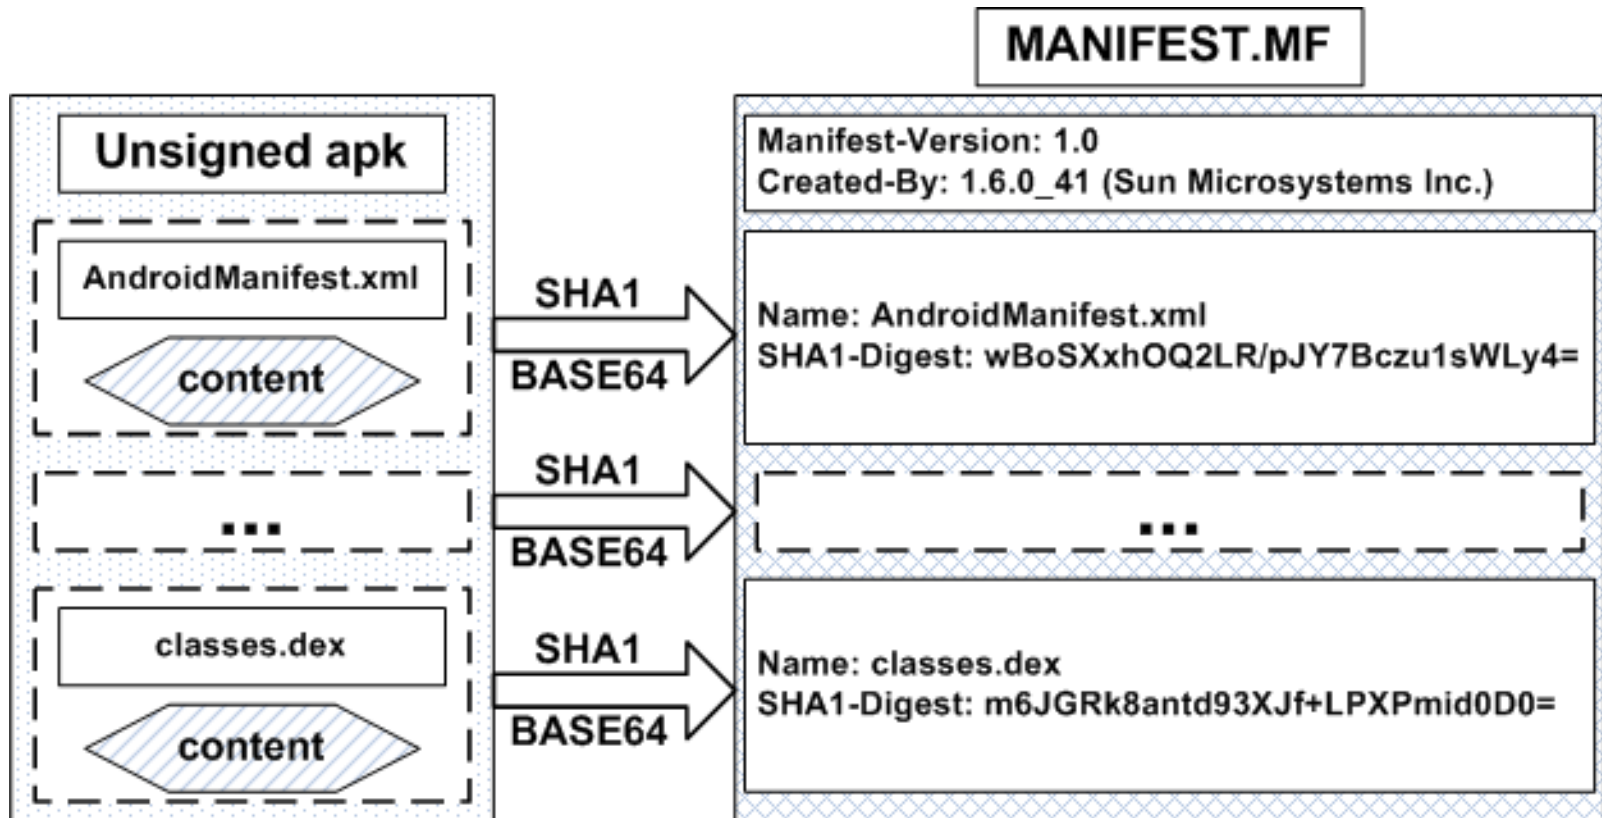 MANIFEST.MF
Unsigned apk
AndroidManifest.xml
content
...
classes.dex
content
SHA1
BASE64
SHA1
BASE64
SHA1
BASE64
Manifest-Version: 1.0
Created-By: 1.6.0_41 (Sun Microsystems Inc.)
Name: AndroidManifest.xml
SHA1-Digest: wBoSXxhOQ2LR/pJY7Bczu1sWLy4=
...
Name: classes.dex
SHA1-Digest: m6JGRk8antd93XJf+LPXPmid0D0=